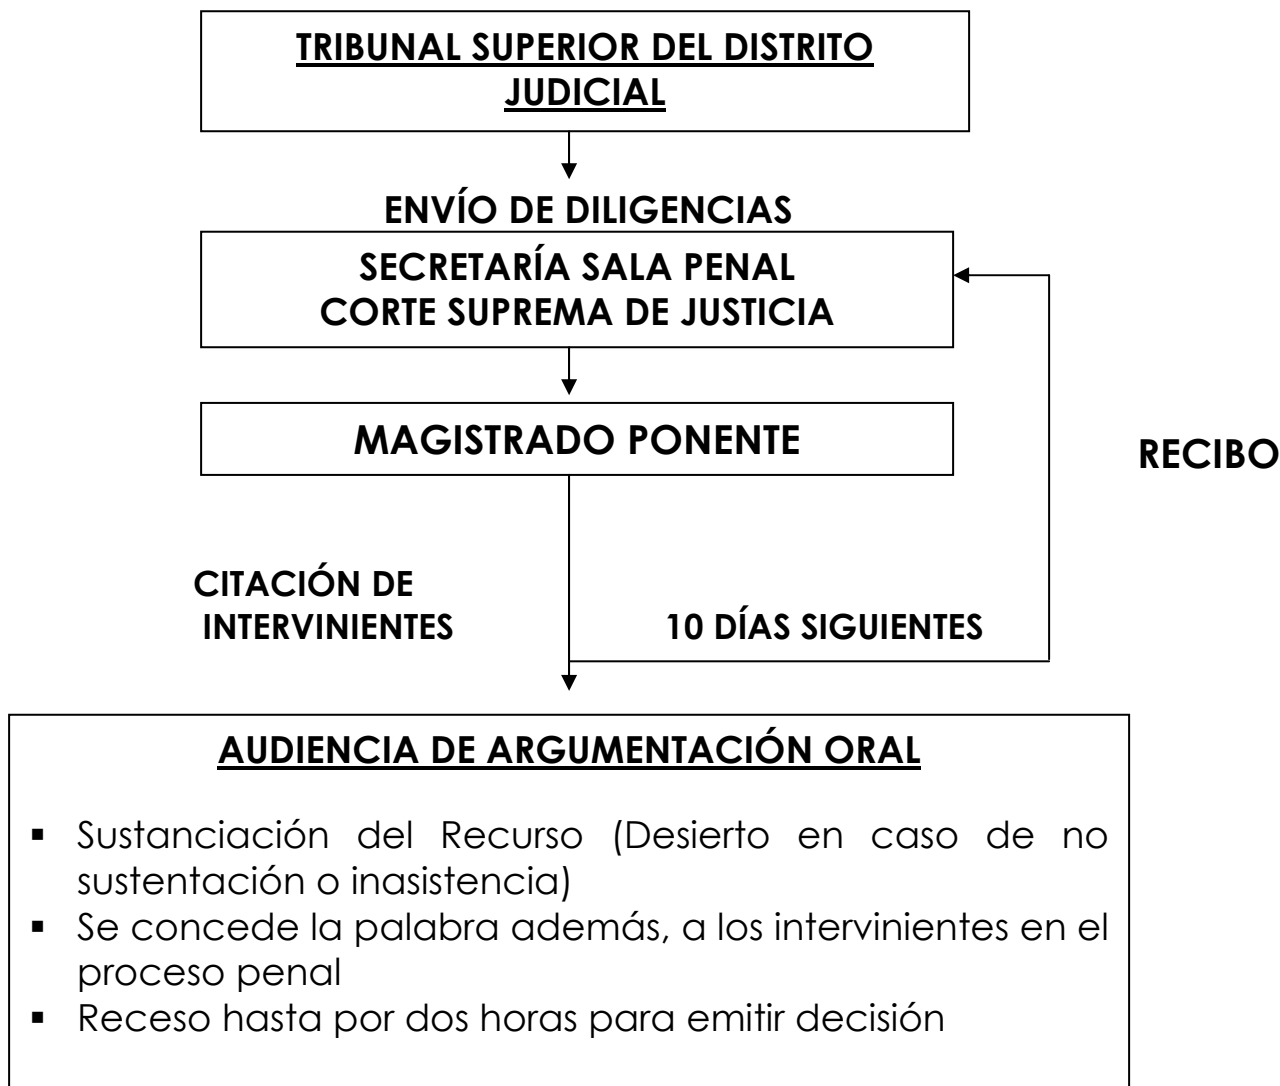 TRIBUNAL SUPERIOR DEL DISTRITO
JUDICIAL
ENVÍO DE DILIGENCIAS
SECRETARÍA SALA PENAL
CORTE SUPREMA DE JUSTICIA
MAGISTRADO PONENTE
RECIBO
CITACIÓN DE
INTERVINIENTES
10 DÍAS SIGUIENTES
AUDIENCIA DE ARGUMENTACIÓN ORAL
▪ Sustanciación del Recurso (Desierto en caso de no
sustentación o inasistencia)
▪ Se concede la palabra además, a los intervinientes en el
proceso penal
▪ Receso hasta por dos horas para emitir decisión